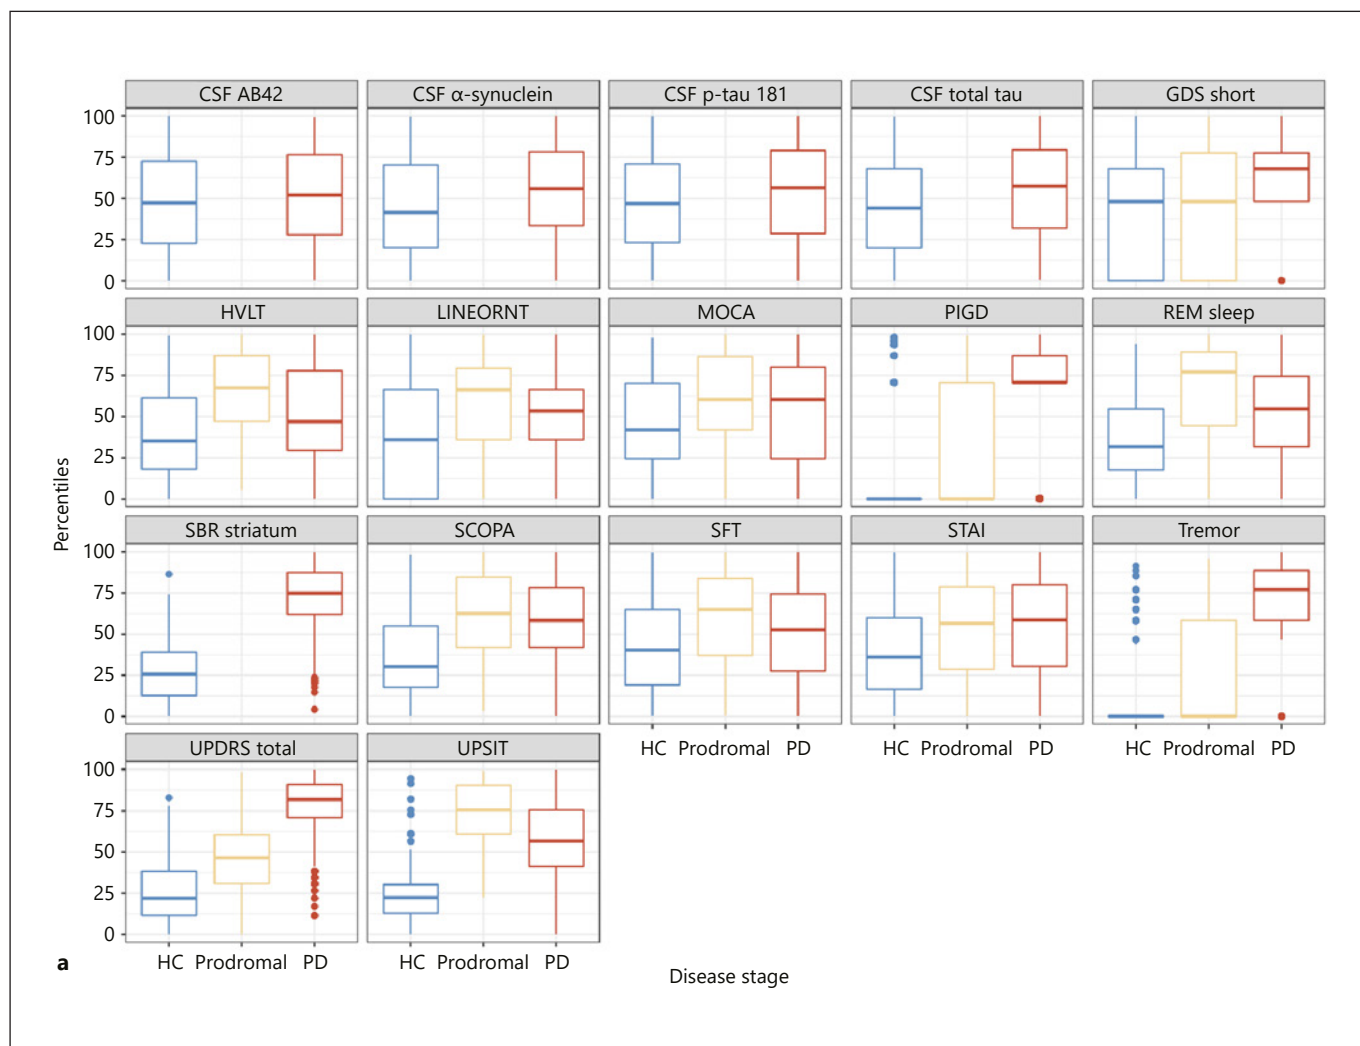 CSF AB42 CSF α-synuclein CSF p-tau 181 CSF total tau GDS short
100
75
50
25
0
HVLT LINEORNT MOCA PIGD REM sleep
100
75
50
25
0
Percentiles
SBR striatum SCOPA SFT STAI Tremor
100
75
50
25
0
HC Prodromal PD HC Prodromal PD HC Prodromal PD
UPDRS total UPSIT
100
75
50
25
0
HC Prodromal PD HC Prodromal PD
a
Disease stage